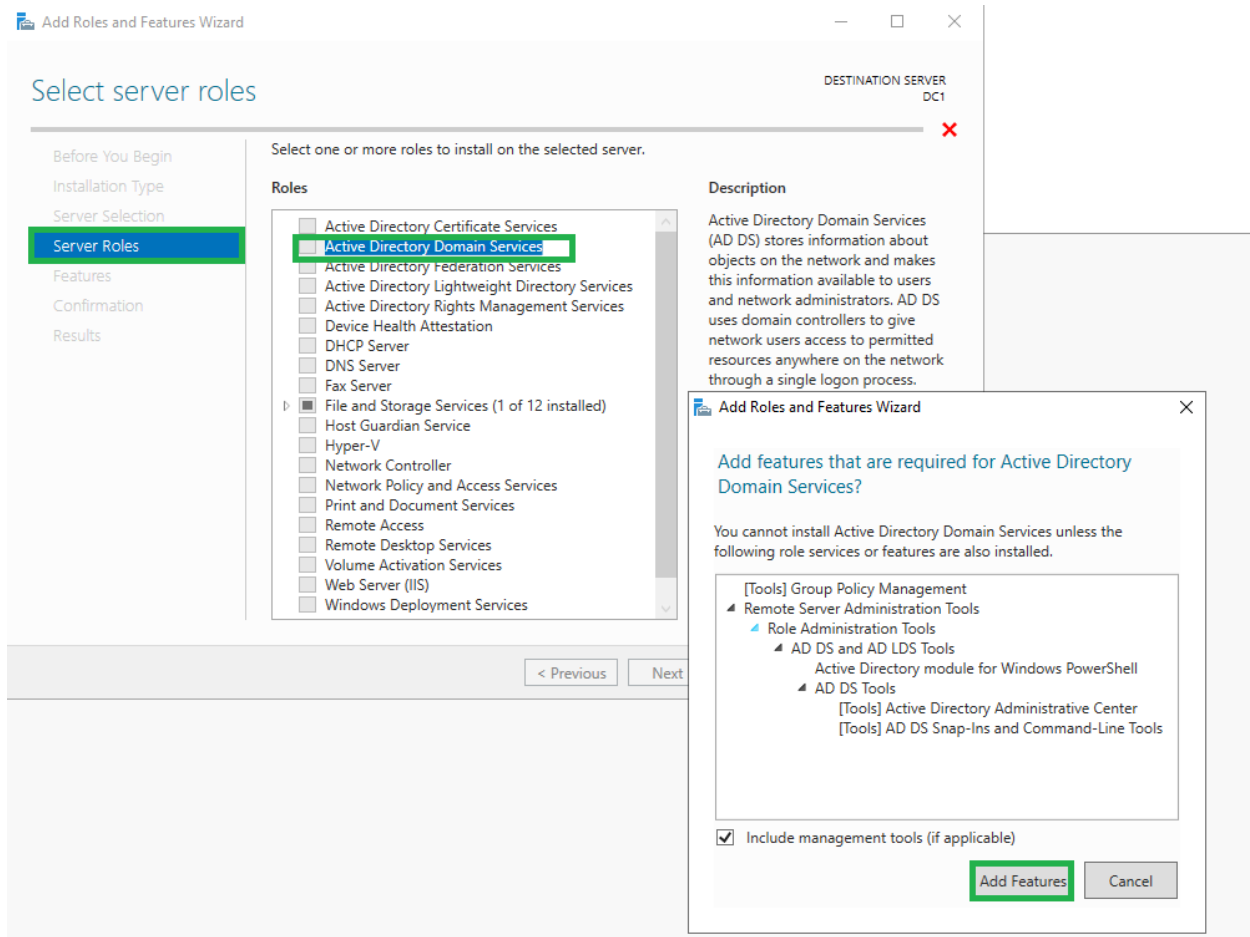 Add Roles and Features Wizard
Select server roles
DESTINATION SERVER
DC1
Before You Begin
Installation Type
Server Selection
Server Roles
Features
Confirmation
Results
Select one or more roles to install on the selected server.
Roles
Active Directory Certificate Services
Active Directory Domain Services
Active Directory Federation Services
Active Directory Lightweight Directory Services
Active Directory Rights Management Services
Device Health Attestation
DHCP Server
DNS Server
Fax Server
File and Storage Services (1 of 12 installed)
Host Guardian Service
Hyper-V
Network Controller
Network Policy and Access Services
Print and Document Services
Remote Access
Remote Desktop Services
Volume Activation Services
Web Server (IIS)
Windows Deployment Services
Description
Active Directory Domain Services
(AD DS) stores information about
objects on the network and makes
this information available to users
and network administrators. AD DS
uses domain controllers to give
network users access to permitted
resources anywhere on the network
through a single logon process.
< Previous
Next
Add Roles and Features Wizard
Add features that are required for Active Directory
Domain Services?
You cannot install Active Directory Domain Services unless the
following role services or features are also installed.
[Tools] Group Policy Management
Remote Server Administration Tools
Role Administration Tools
AD DS and AD LDS Tools
Active Directory module for Windows PowerShell
AD DS Tools
[Tools] Active Directory Administrative Center
[Tools] AD DS Snap-Ins and Command-Line Tools
Include management tools (if applicable)
Add Features
Cancel